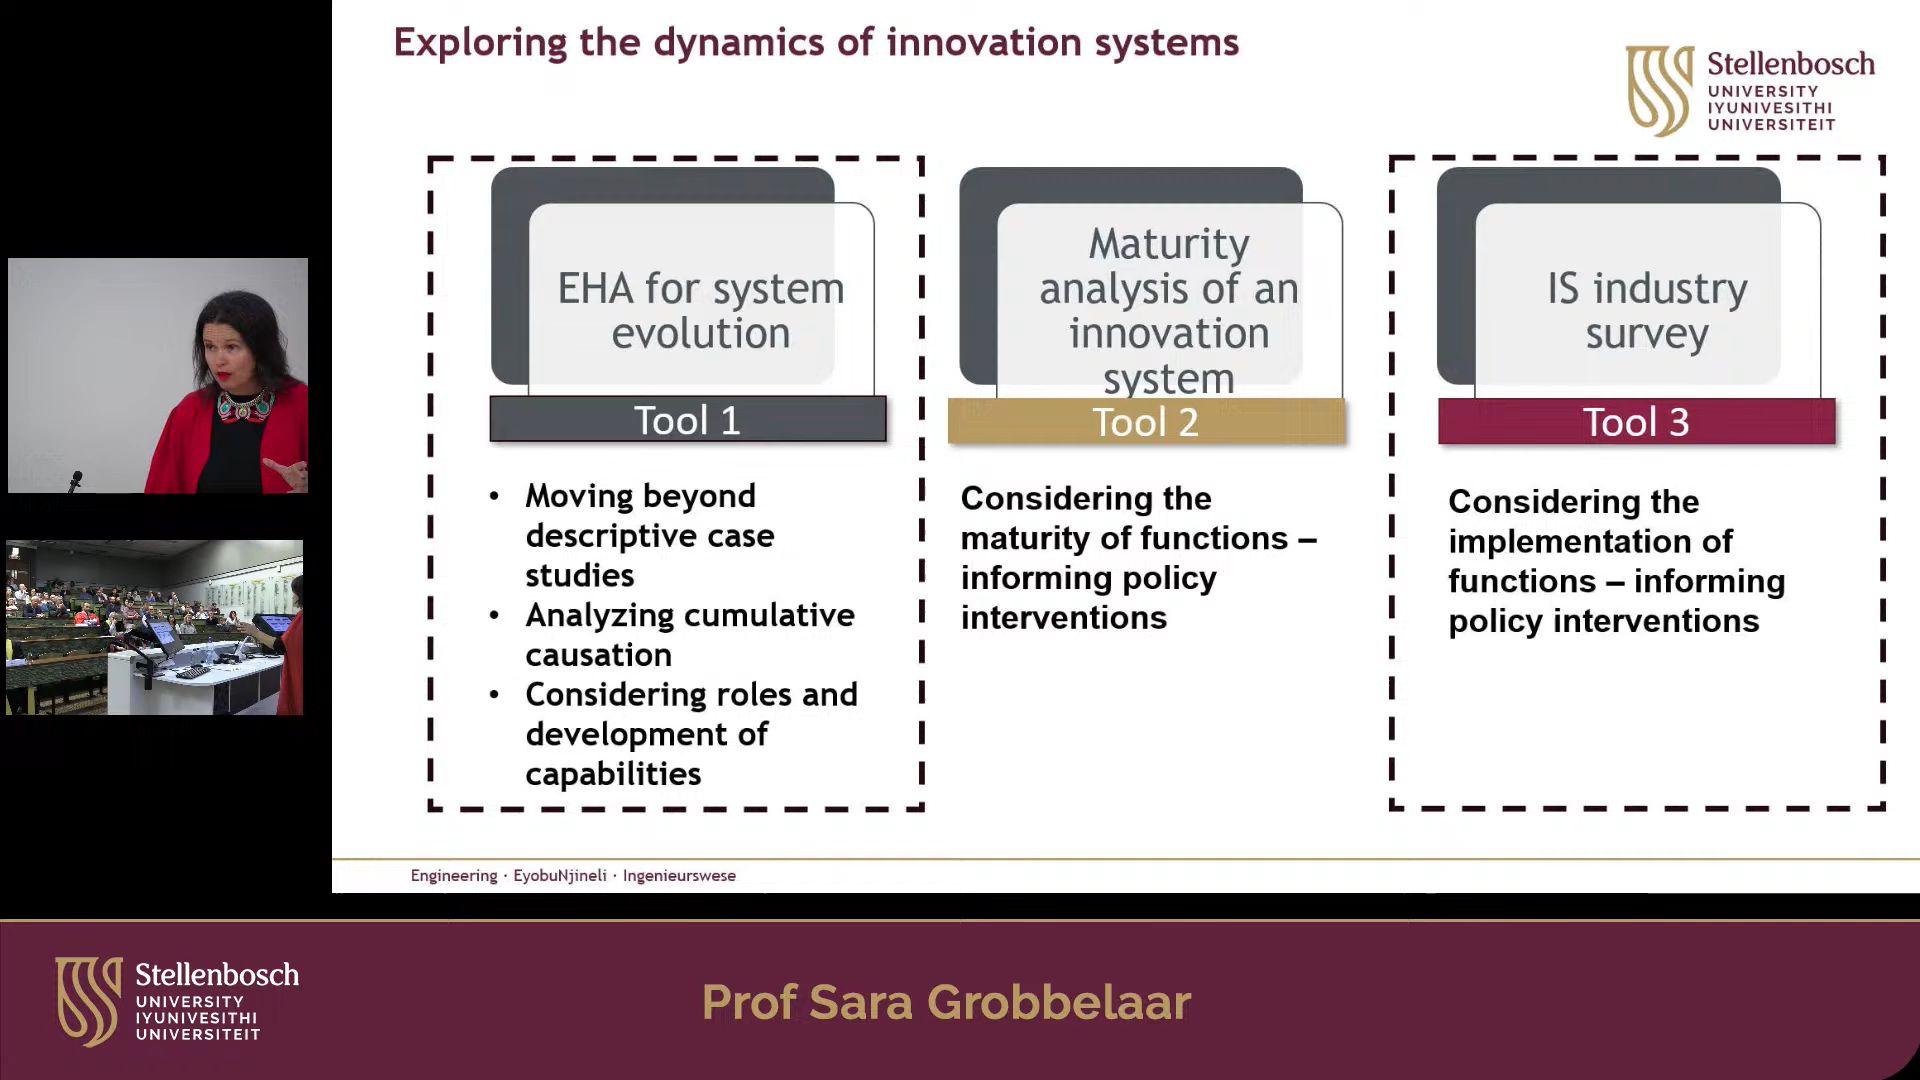 Exploring the dynamics of innovation systems
Stellenbosch
UNIVERSITY
IYUNIVESITHI
UNIVERSITEIT
EHA for system
evolution
Tool 1
• Moving beyond
descriptive case
studies
• Analyzing cumulative
causation
• Considering roles and
development of
capabilities
Maturity
analysis of an
innovation
system
Tool 2
Considering the
maturity of functions –
informing policy
interventions
IS industry
survey
Tool 3
Considering the
implementation of
functions – informing
policy interventions
Engineering · EyobuNjineli · Ingenieurswese
Stellenbosch
UNIVERSITY
IYUNIVESITHI
UNIVERSITEIT
Prof Sara Grobbelaar